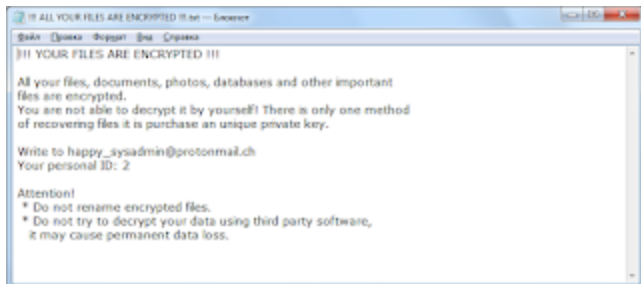 !!! ALL YOUR FILES ARE ENCRYPTED !!!.txt — Блокнот
Файл Правка Формат Вид Справка
!!! YOUR FILES ARE ENCRYPTED !!!
All your files, documents, photos, databases and other important
files are encrypted.
You are not able to decrypt it by yourself! There is only one method
of recovering files it is purchase an unique private key.
Write to happy_sysadmin@protonmail.ch
Your personal ID: 2
Attention!
* Do not rename encrypted files.
* Do not try to decrypt your data using third party software,
it may cause permanent data loss.